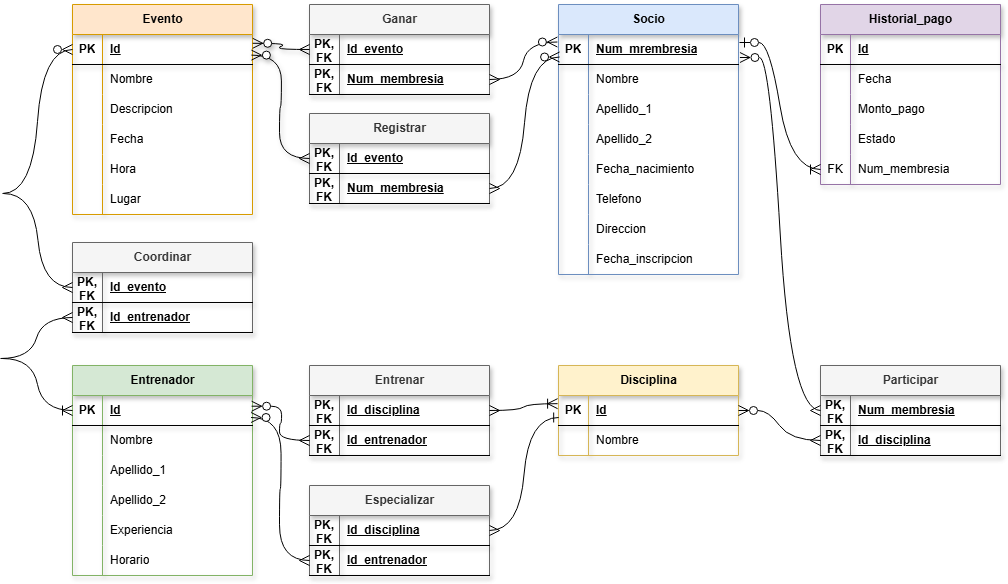 Evento
PK Id
Nombre
Descripcion
Fecha
Hora
Lugar
Ganar
PK, FK Id_evento
PK, FK Num_membresia
Registrar
PK, FK Id_evento
PK, FK Num_membresia
Socio
PK Num_mrembresia
Nombre
Apellido_1
Apellido_2
Fecha_nacimiento
Telefono
Direccion
Fecha_inscripcion
Historial_pago
PK Id
Fecha
Monto_pago
Estado
FK Num_membresia
Coordinar
PK, FK Id_evento
PK, FK Id_entrenador
Entrenador
PK Id
Nombre
Apellido_1
Apellido_2
Experiencia
Horario
Entrenar
PK, FK Id_disciplina
PK, FK Id_entrenador
Especializar
PK, FK Id_disciplina
PK, FK Id_entrenador
Disciplina
PK Id
Nombre
Participar
PK, FK Num_membresia
PK, FK Id_disciplina